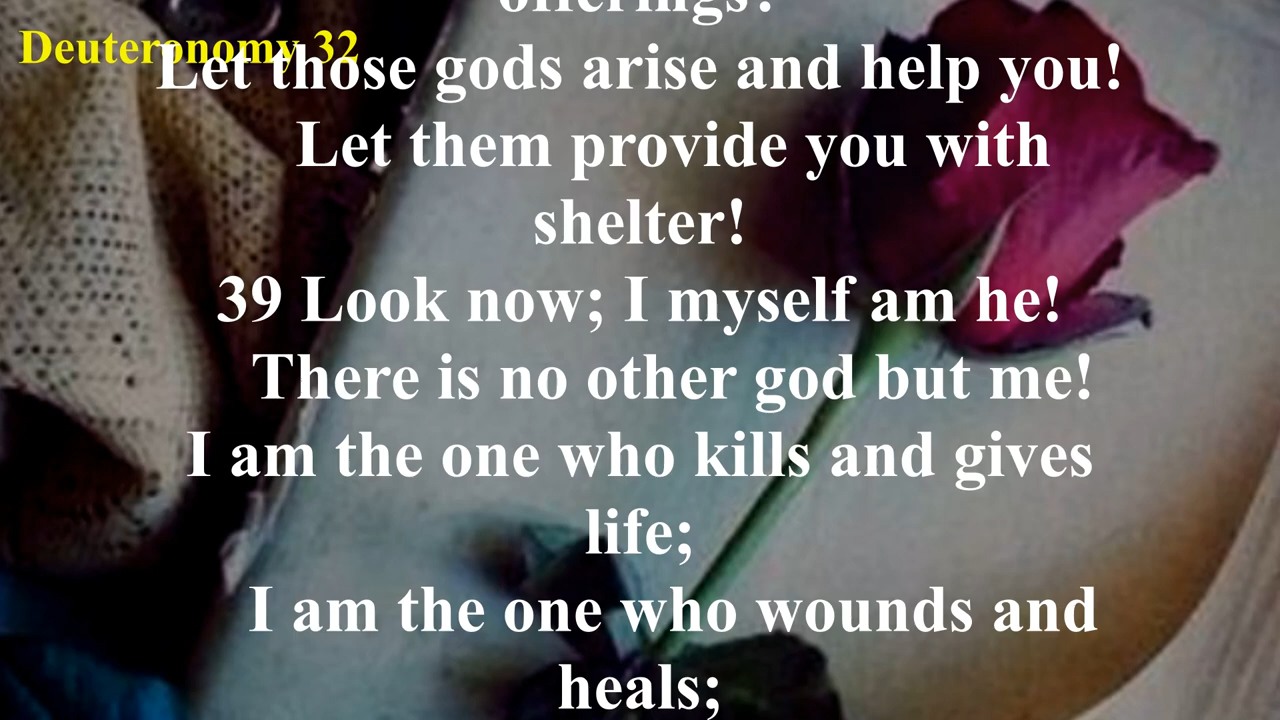 offerings?
Deuteronomy 32
Let those gods arise and help you!
Let them provide you with
shelter!
39 Look now; I myself am he!
There is no other god but me!
I am the one who kills and gives
life;
I am the one who wounds and
heals;